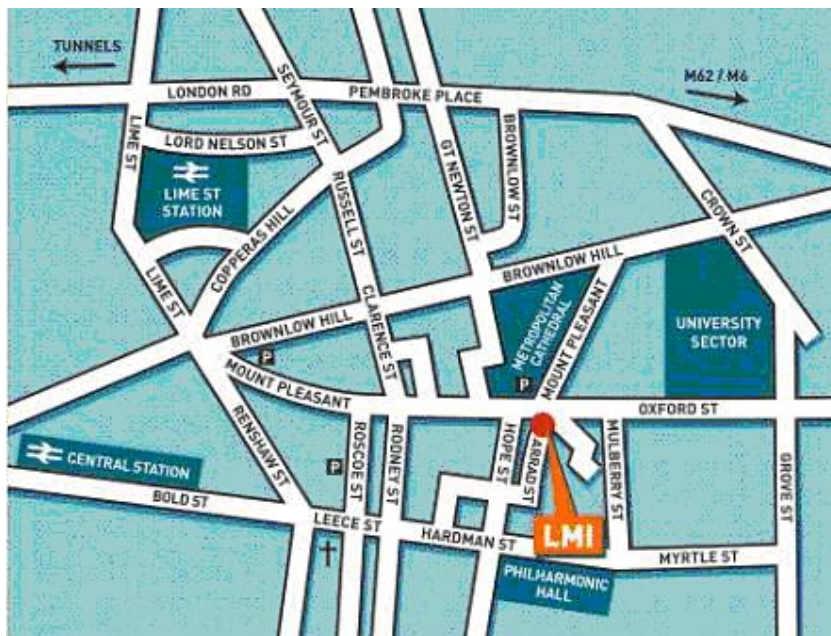 TUNNELS
M62 / M6
LONDON RD
SEYMOUR ST
PEMBROKE PLACE
LIME ST
LORD NELSON ST
GT NEWTON ST
BROWNLOW ST
LIME ST
STATION
RUSSELL ST
CROWN ST
COPPERAS HILL
LIME ST
BROWNLOW HILL
BROWNLOW HILL
CLARENCE ST
METROPOLITAN
CATHEDRAL
MOUNT PLEASANT
UNIVERSITY
SECTOR
P
MOUNT PLEASANT
P
OXFORD ST
RENSHAW ST
ROSCOE ST
RODNEY ST
HOPE ST
ARRAD ST
MULBERRY ST
GROVE ST
CENTRAL STATION
P
BOLD ST
LEECE ST
HARDMAN ST
LMI
MYRTLE ST
PHILHARMONIC
HALL